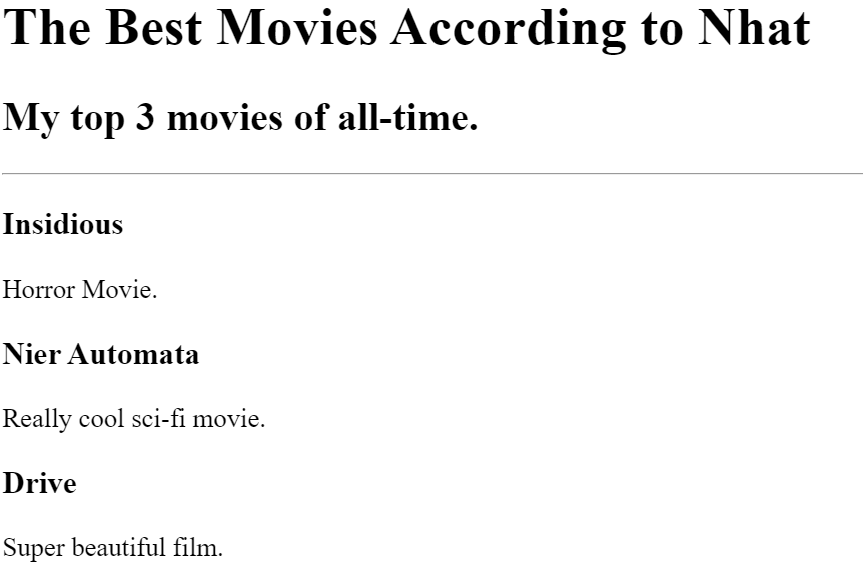 The Best Movies According to Nhat
My top 3 movies of all-time.
Insidious
Horror Movie.
Nier Automata
Really cool sci-fi movie.
Drive
Super beautiful film.